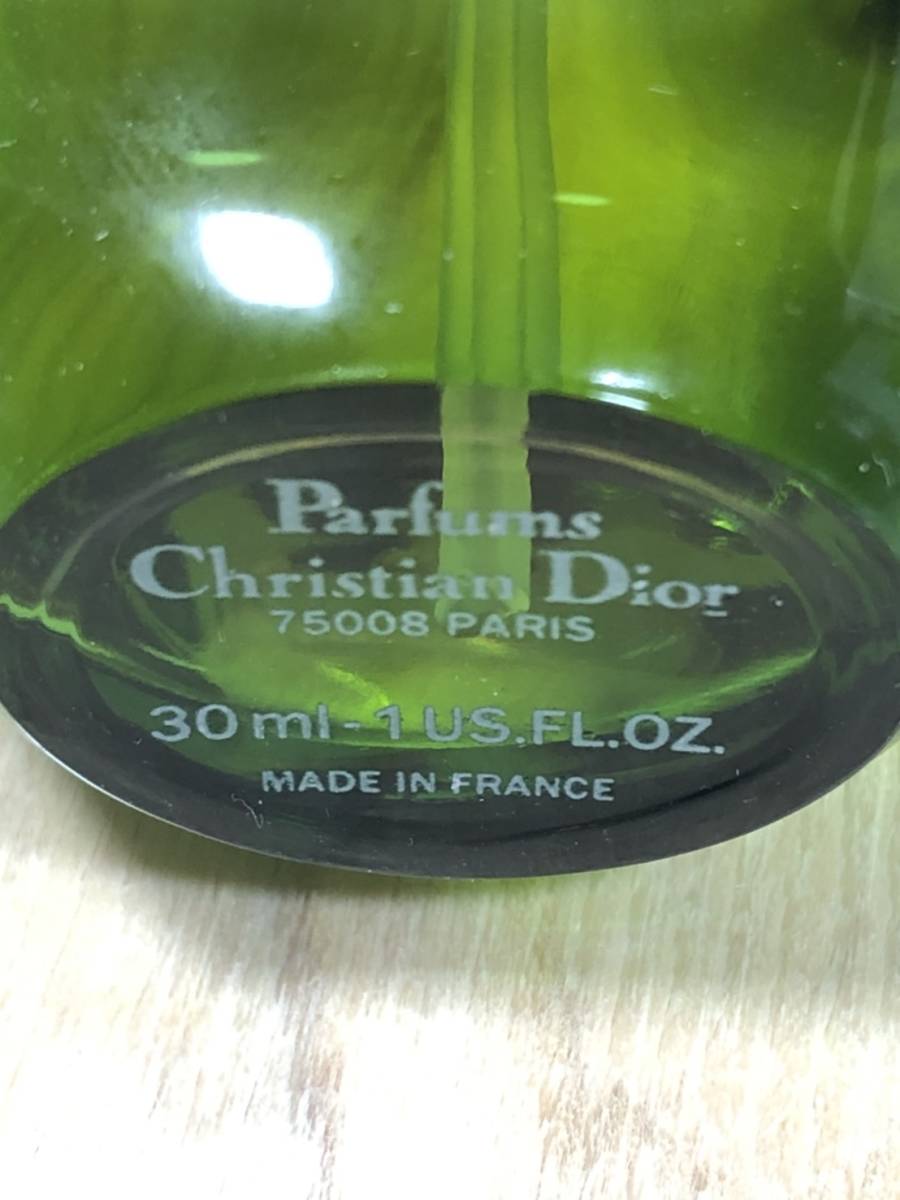 Parfums
Christian Dior
75008 PARIS
30 ml - 1 US.FL.OZ.
MADE IN FRANCE